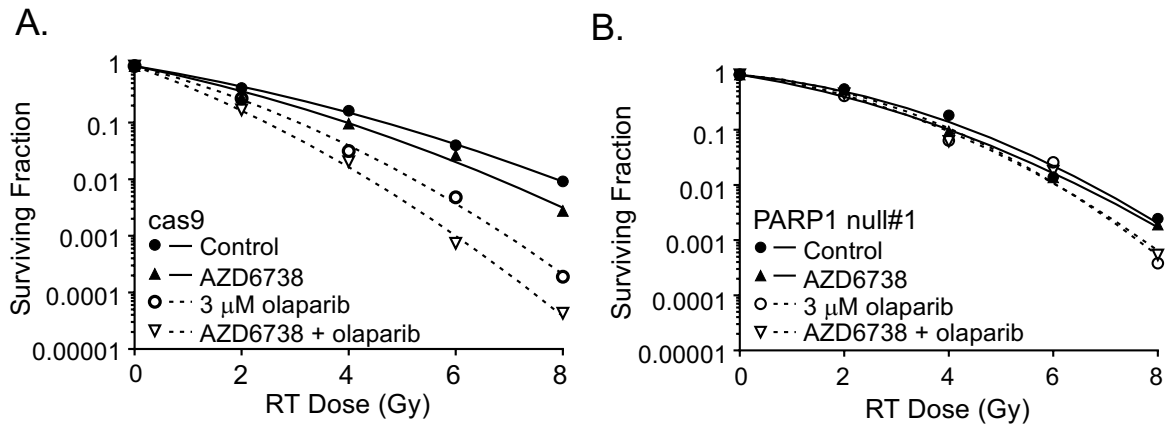 A.
Surviving Fraction
1
0.1
0.01
0.001
0.0001
0.00001
cas9
Control
AZD6738
3 μM olaparib
AZD6738 + olaparib
0 2 4 6 8
RT Dose (Gy)
B.
Surviving Fraction
1
0.1
0.01
0.001
0.0001
0.00001
PARP1 null#1
Control
AZD6738
3 μM olaparib
AZD6738 + olaparib
0 2 4 6 8
RT Dose (Gy)